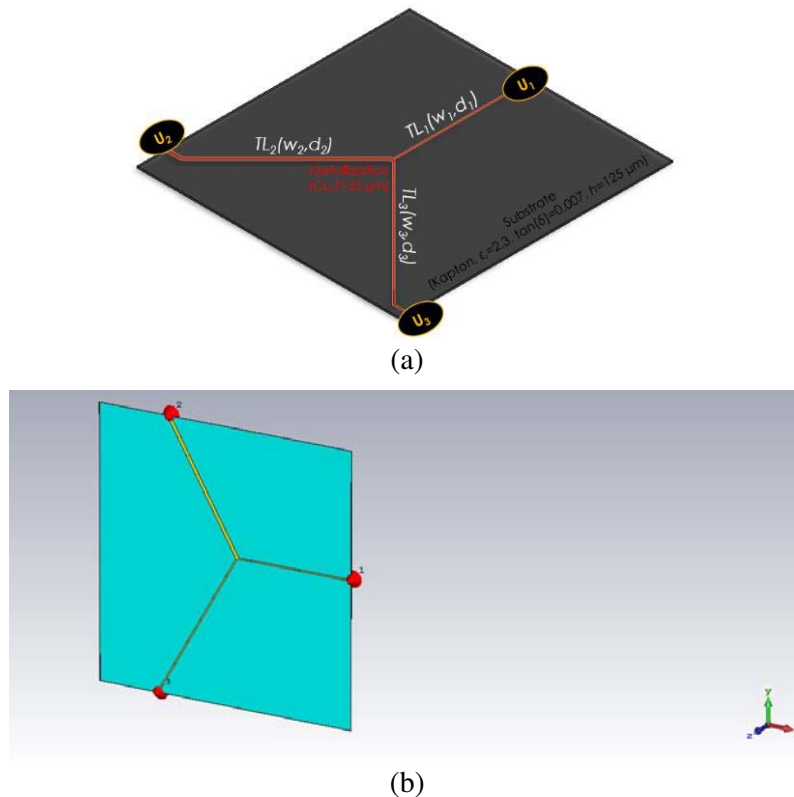 U1
TL1(w1,d1)
U2
TL2(w2,d2)
Metalization
(Cu,t=35 μm)
TL3(w3,d3)
Substrate
(Kapton, εr=2.3, tan(δ)=0.007, h=125 μm)
U3
(a)
2
1
3
y
z
(b)